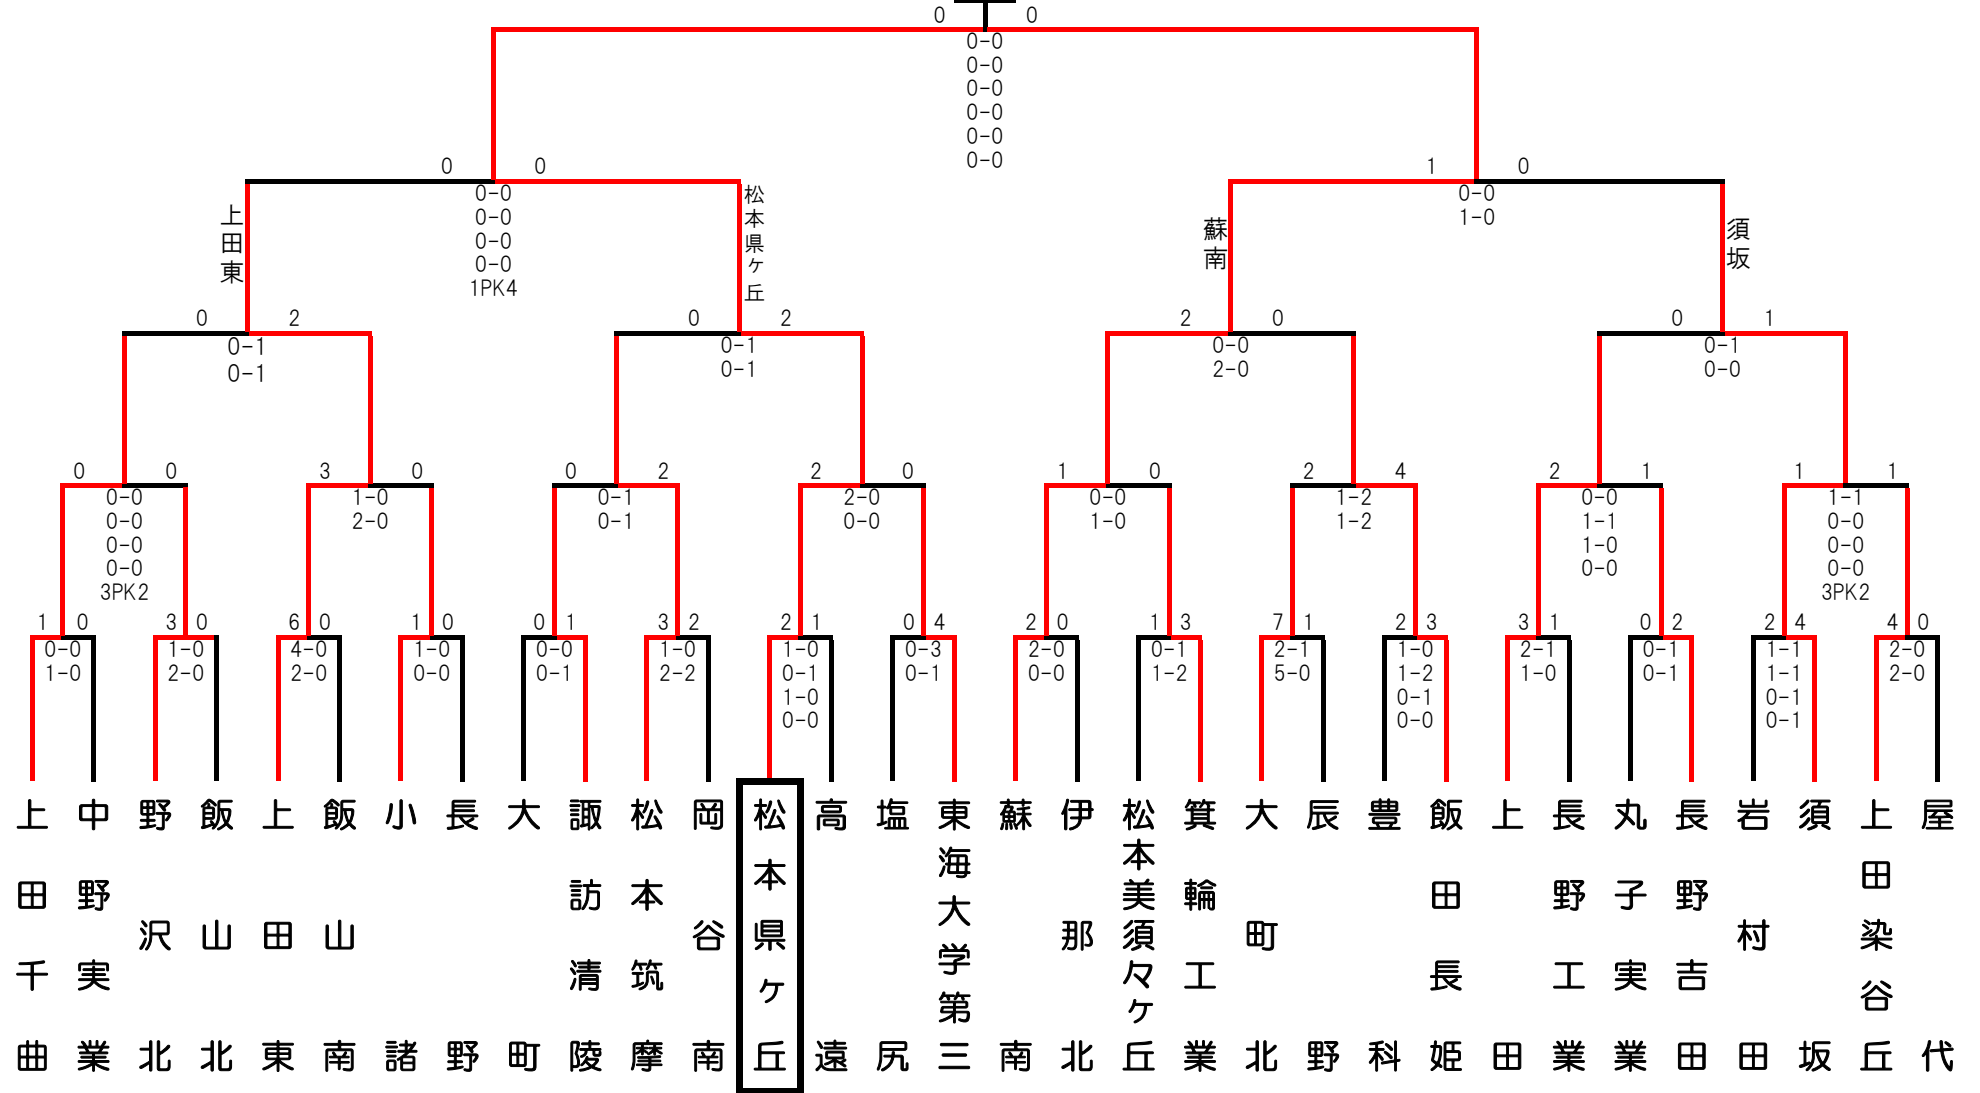 0 0
0-0
0-0
0-0
0-0
0-0
0-0
0 0
0-0
0-0
0-0
0-0
1PK4
1 0
0-0
1-0
上田東
松本県ヶ丘
蘇南
須坂
0 2
0-1
0-1
0 2
0-1
0-1
2 0
0-0
2-0
0 1
0-1
0-0
0 0
0-0
0-0
0-0
0-0
3PK2
3 0
1-0
2-0
0 2
0-1
0-1
2 0
2-0
0-0
1 0
0-0
1-0
2 4
1-2
1-2
2 1
0-0
1-1
1-0
0-0
1 1
1-1
0-0
0-0
0-0
3PK2
1 0
0-0
1-0
3 0
1-0
2-0
6 0
4-0
2-0
1 0
1-0
0-0
0 1
0-0
0-1
3 2
1-0
2-2
2 1
1-0
0-1
1-0
0-0
0 4
0-3
0-1
2 0
2-0
0-0
1 3
0-1
1-2
7 1
2-1
5-0
2 3
1-0
1-2
0-1
0-0
3 1
2-1
1-0
0 2
0-1
0-1
2 4
1-1
1-1
0-1
0-1
4 0
2-0
2-0
上田千曲
中野実業
野沢北
飯山北
上田東
飯山南
小諸
長野
大町
諏訪清陵
松本筑摩
岡谷南
松本県ヶ丘
高遠
塩尻
東海大学第三
蘇南
伊那北
松本美須々ヶ丘
箕輪工業
大町北
辰野
豊科
飯田長姫
上田
長野工業
丸子実業
長野吉田
岩村田
須坂
上田染谷丘
屋代